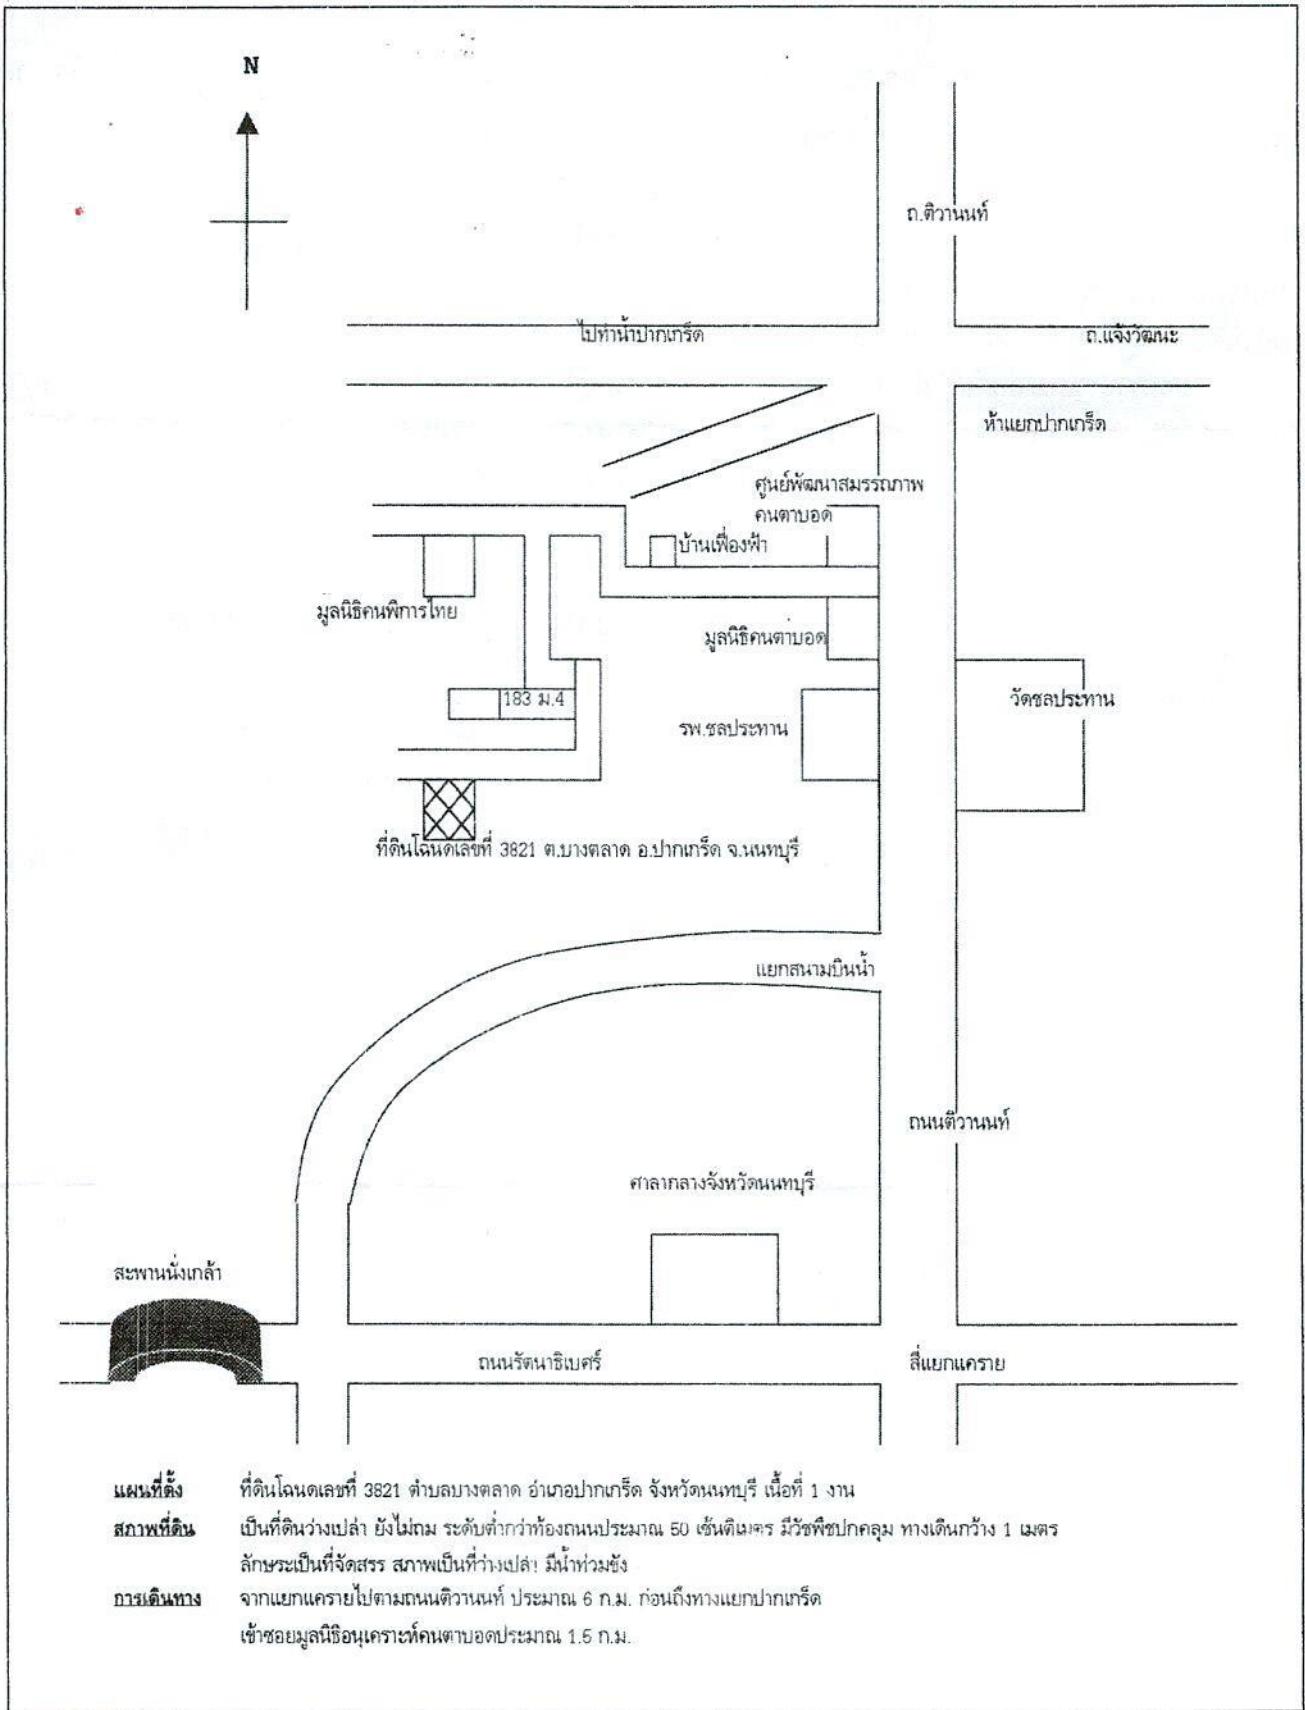 N
ถ.ติวานนท์
ไปท่าน้ำปากเกร็ด
ถ.แจ้งวัฒนะ
ห้าแยกปากเกร็ด
ศูนย์พัฒนาสมรรถภาพ
คนตาบอด
บ้านเฟื่องฟ้า
มูลนิธิคนพิการไทย
มูลนิธิคนตาบอด
183 ม.4
วัดชลประทาน
รพ.ชลประทาน
ที่ดินโฉนดเลขที่ 3821 ต.บางตลาด อ.ปากเกร็ด จ.นนทบุรี
แยกสนามบินน้ำ
ถนนติวานนท์
ศาลากลางจังหวัดนนทบุรี
สะพานนั่งเกล้า
ถนนรัตนาธิเบศร์
สี่แยกแคราย
แผนที่ตั้ง ที่ดินโฉนดเลขที่ 3821 ตำบลบางตลาด อำเภอปากเกร็ด จังหวัดนนทบุรี เนื้อที่ 1 งาน
สภาพที่ดิน เป็นที่ดินว่างเปล่า ยังไม่ถม ระดับต่ำกว่าท้องถนนประมาณ 50 เซ็นติเมตร มีวัชพืชปกคลุม ทางเดินกว้าง 1 เมตร
ลักษระเป็นที่จัดสรร สภาพเป็นที่ว่างเปล่า มีน้ำท่วมขัง
การเดินทาง จากแยกแครายไปตามถนนติวานนท์ ประมาณ 6 ก.ม. ก่อนถึงทางแยกปากเกร็ด
เข้าซอยมูลนิธิอนุเคราะห์คนตาบอดประมาณ 1.5 ก.ม.